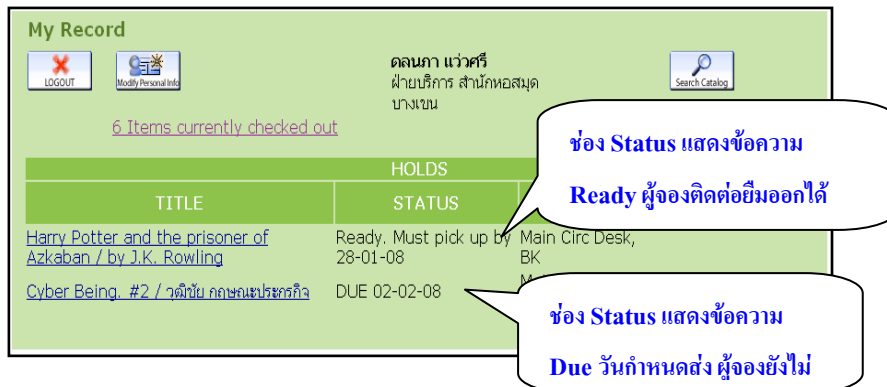 My Record
LOGOUT
Modify Personal Info
ดลนภา แว่วศรี
ฝ่ายบริการ สำนักหอสมุด
บางเขน
Search Catalog
6 Items currently checked out
HOLDS
TITLE STATUS
Harry Potter and the prisoner of
Azkaban / by J.K. Rowling
Ready. Must pick up by
28-01-08
Main Circ Desk,
BK
Cyber Being. #2 / วุฒิชัย กฤษณะประกรกิจ
DUE 02-02-08
ช่อง Status แสดงข้อความ
Ready ผู้จองติดต่อยืมออกได้
ช่อง Status แสดงข้อความ
Due วันกำหนดส่ง ผู้จองยังไม่